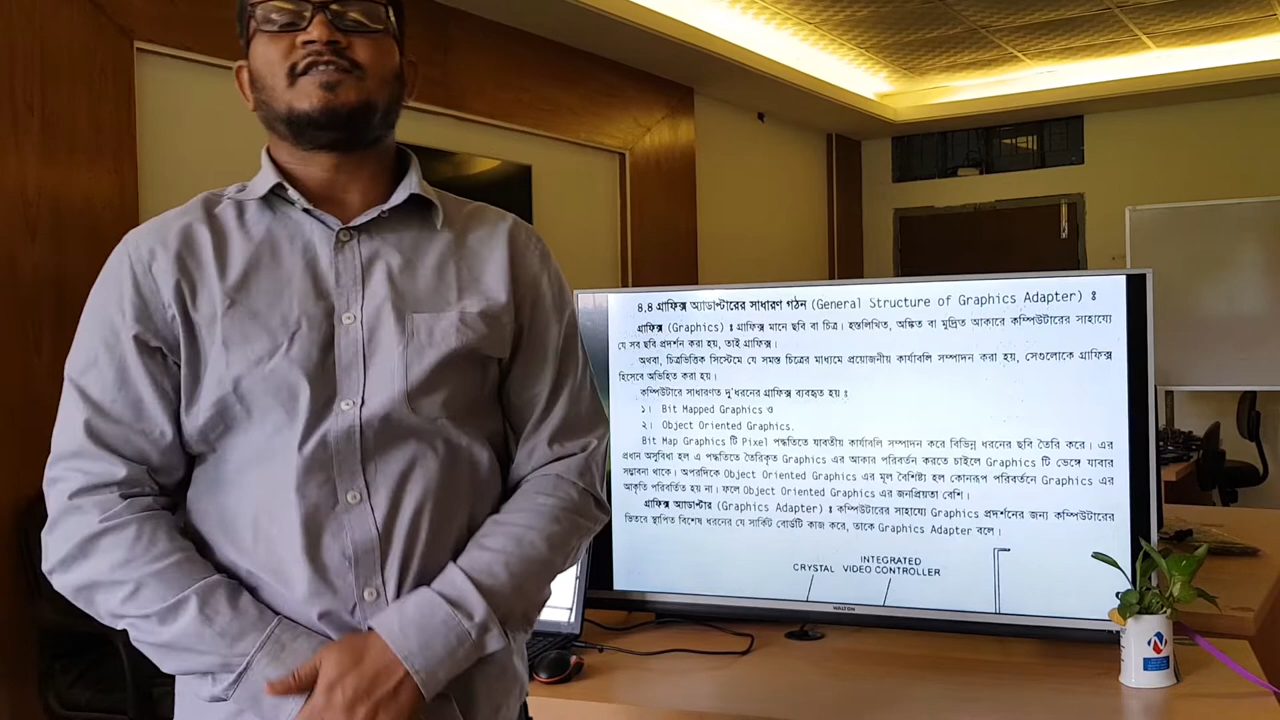 ৪.৪ গ্রাফিক্স অ্যাডাপ্টারের সাধারণ গঠন (General Structure of Graphics Adapter) ঃ
গ্রাফিক্স (Graphics) ঃ গ্রাফিক্স মানে ছবি বা চিত্র। হস্তলিখিত, অঙ্কিত বা মুদ্রিত আকারে কম্পিউটারের সাহায্যে
যে সব ছবি প্রদর্শন করা হয়, তাই গ্রাফিক্স।
অথবা, চিত্রভিত্তিক সিস্টেমে যে সমস্ত চিত্রের মাধ্যমে প্রয়োজনীয় কার্যাবলি সম্পাদন করা হয়, সেগুলোকে গ্রাফিক্স
হিসেবে অভিহিত করা হয়।
কম্পিউটারে সাধারণত দু'ধরনের গ্রাফিক্স ব্যবহৃত হয় ঃ
১। Bit Mapped Graphics ও
২। Object Oriented Graphics.
Bit Map Graphics টি Pixel পদ্ধতিতে যাবতীয় কার্যাবলি সম্পাদন করে বিভিন্ন ধরনের ছবি তৈরি করে। এর
প্রধান অসুবিধা হল এ পদ্ধতিতে তৈরিকৃত Graphics এর আকার পরিবর্তন করতে চাইলে Graphics টি ভেঙ্গে যাবার
সম্ভাবনা থাকে। অপরদিকে Object Oriented Graphics এর মূল বৈশিষ্ট্য হল কোনরূপ পরিবর্তনে Graphics এর
আকৃতি পরিবর্তিত হয় না। ফলে Object Oriented Graphics এর জনপ্রিয়তা বেশি।
গ্রাফিক্স অ্যাডাপ্টার (Graphics Adapter) ঃ কম্পিউটারের সাহায্যে Graphics প্রদর্শনের জন্য কম্পিউটারের
ভিতরে স্থাপিত বিশেষ ধরনের যে সার্কিট বোর্ডটি কাজ করে, তাকে Graphics Adapter বলে।
INTEGRATED
CRYSTAL VIDEO CONTROLLER
WALTON